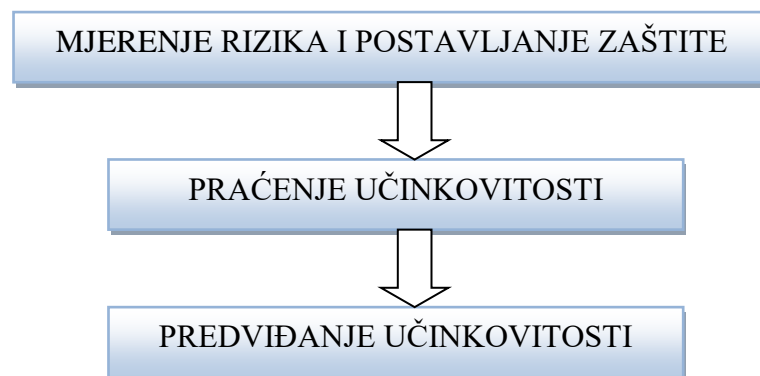 MJERENJE RIZIKA I POSTAVLJANJE ZAŠTITE
PRAĆENJE UČINKOVITOSTI
PREDVIĐANJE UČINKOVITOSTI